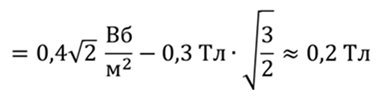 = 0,4√2 Вб/м² − 0,3 Тл · √(3/2) ≈ 0,2 Тл